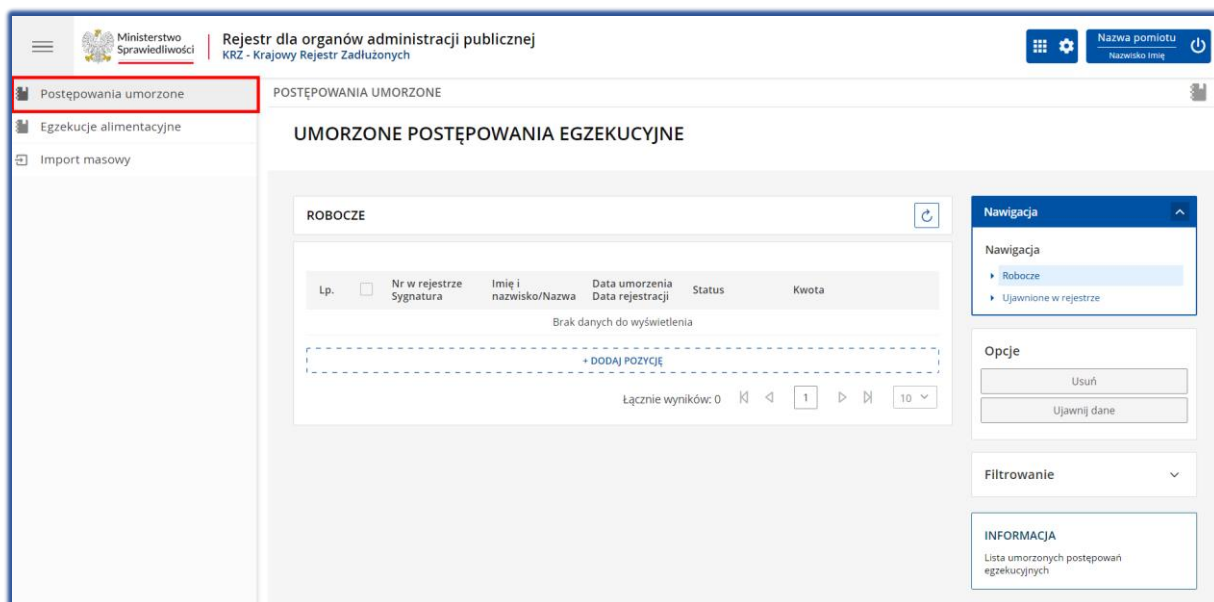 Ministerstwo
Sprawiedliwości
Rejestr dla organów administracji publicznej
KRZ - Krajowy Rejestr Zadłużonych
Nazwa pomiotu
Nazwisko Imię
Postępowania umorzone
Egzekucje alimentacyjne
Import masowy
POSTĘPOWANIA UMORZONE
UMORZONE POSTĘPOWANIA EGZEKUCYJNE
ROBOCZE
Lp.
Nr w rejestrze
Sygnatura
Imię i
nazwisko/Nazwa
Data umorzenia
Data rejestracji
Status
Kwota
Brak danych do wyświetlenia
+ DODAJ POZYCJĘ
Łącznie wyników: 0
1
10
Nawigacja
Nawigacja
Robocze
Ujawnione w rejestrze
Opcje
Usuń
Ujawnij dane
Filtrowanie
INFORMACJA
Lista umorzonych postępowań
egzekucyjnych